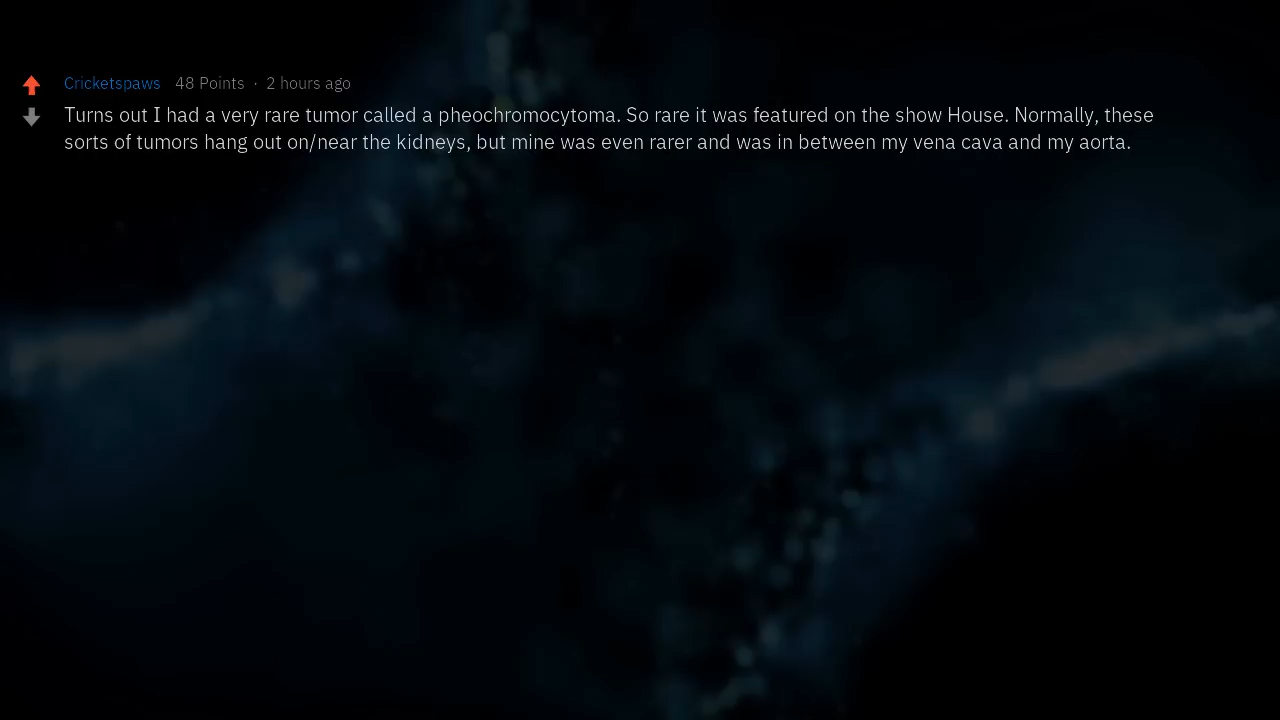 Cricketspaws 48 Points · 2 hours ago
Turns out I had a very rare tumor called a pheochromocytoma. So rare it was featured on the show House. Normally, these
sorts of tumors hang out on/near the kidneys, but mine was even rarer and was in between my vena cava and my aorta.